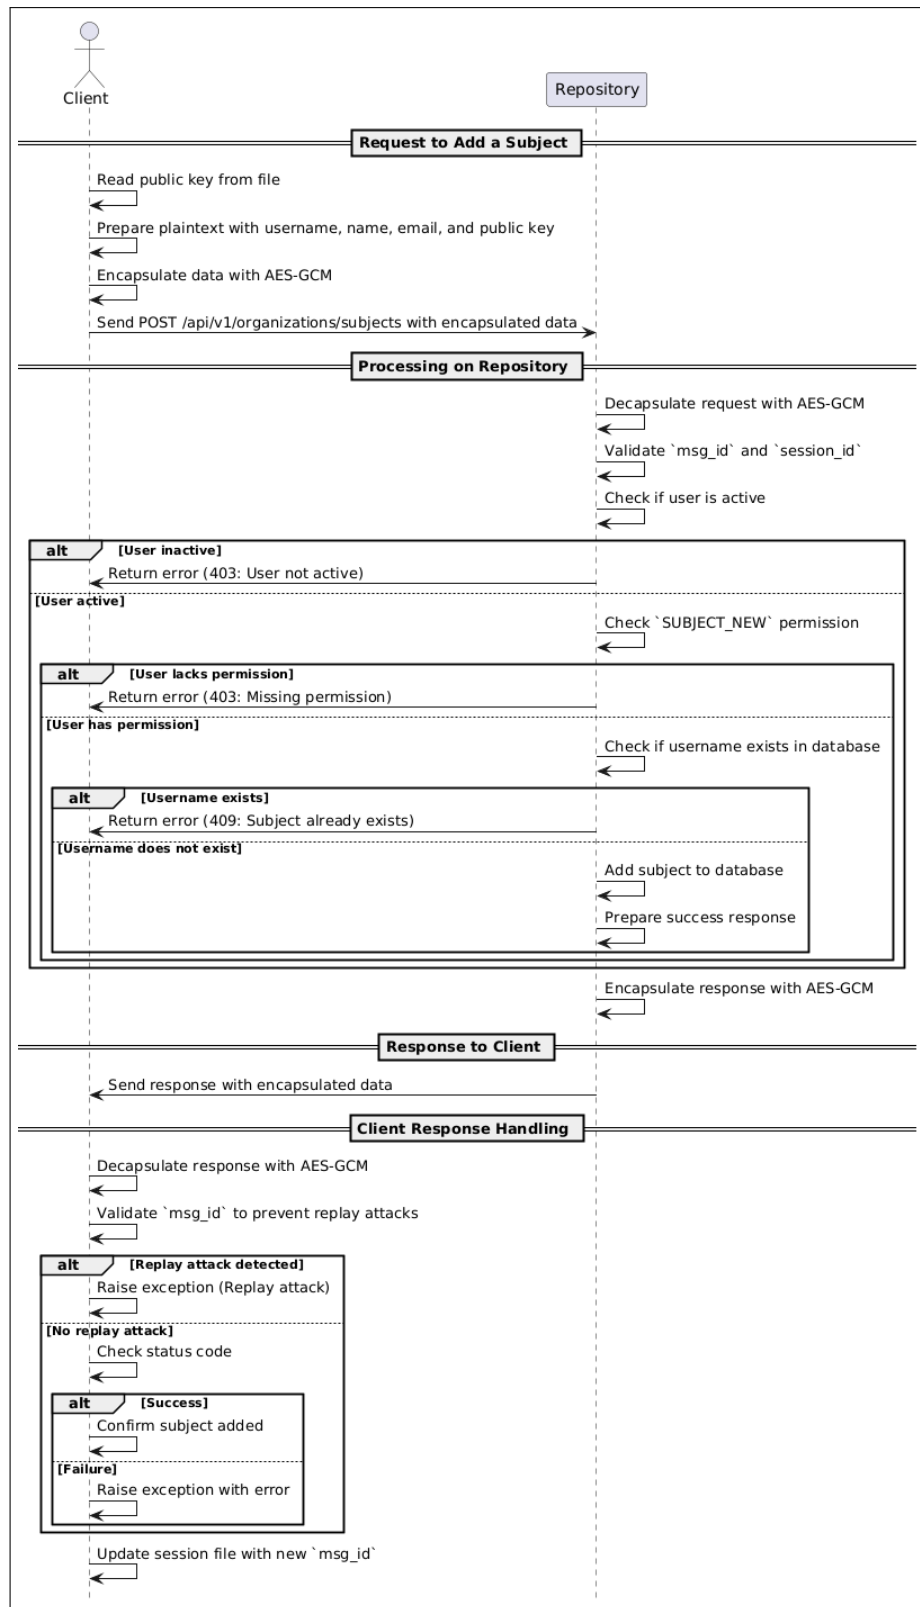 Client
Repository
Request to Add a Subject
Read public key from file
Prepare plaintext with username, name, email, and public key
Encapsulate data with AES-GCM
Send POST /api/v1/organizations/subjects with encapsulated data
Processing on Repository
Decapsulate request with AES-GCM
Validate `msg_id` and `session_id`
Check if user is active
alt [User inactive]
Return error (403: User not active)
[User active]
Check `SUBJECT_NEW` permission
alt [User lacks permission]
Return error (403: Missing permission)
[User has permission]
Check if username exists in database
alt [Username exists]
Return error (409: Subject already exists)
[Username does not exist]
Add subject to database
Prepare success response
Encapsulate response with AES-GCM
Response to Client
Send response with encapsulated data
Client Response Handling
Decapsulate response with AES-GCM
Validate `msg_id` to prevent replay attacks
alt [Replay attack detected]
Raise exception (Replay attack)
[No replay attack]
Check status code
alt [Success]
Confirm subject added
[Failure]
Raise exception with error
Update session file with new `msg_id`